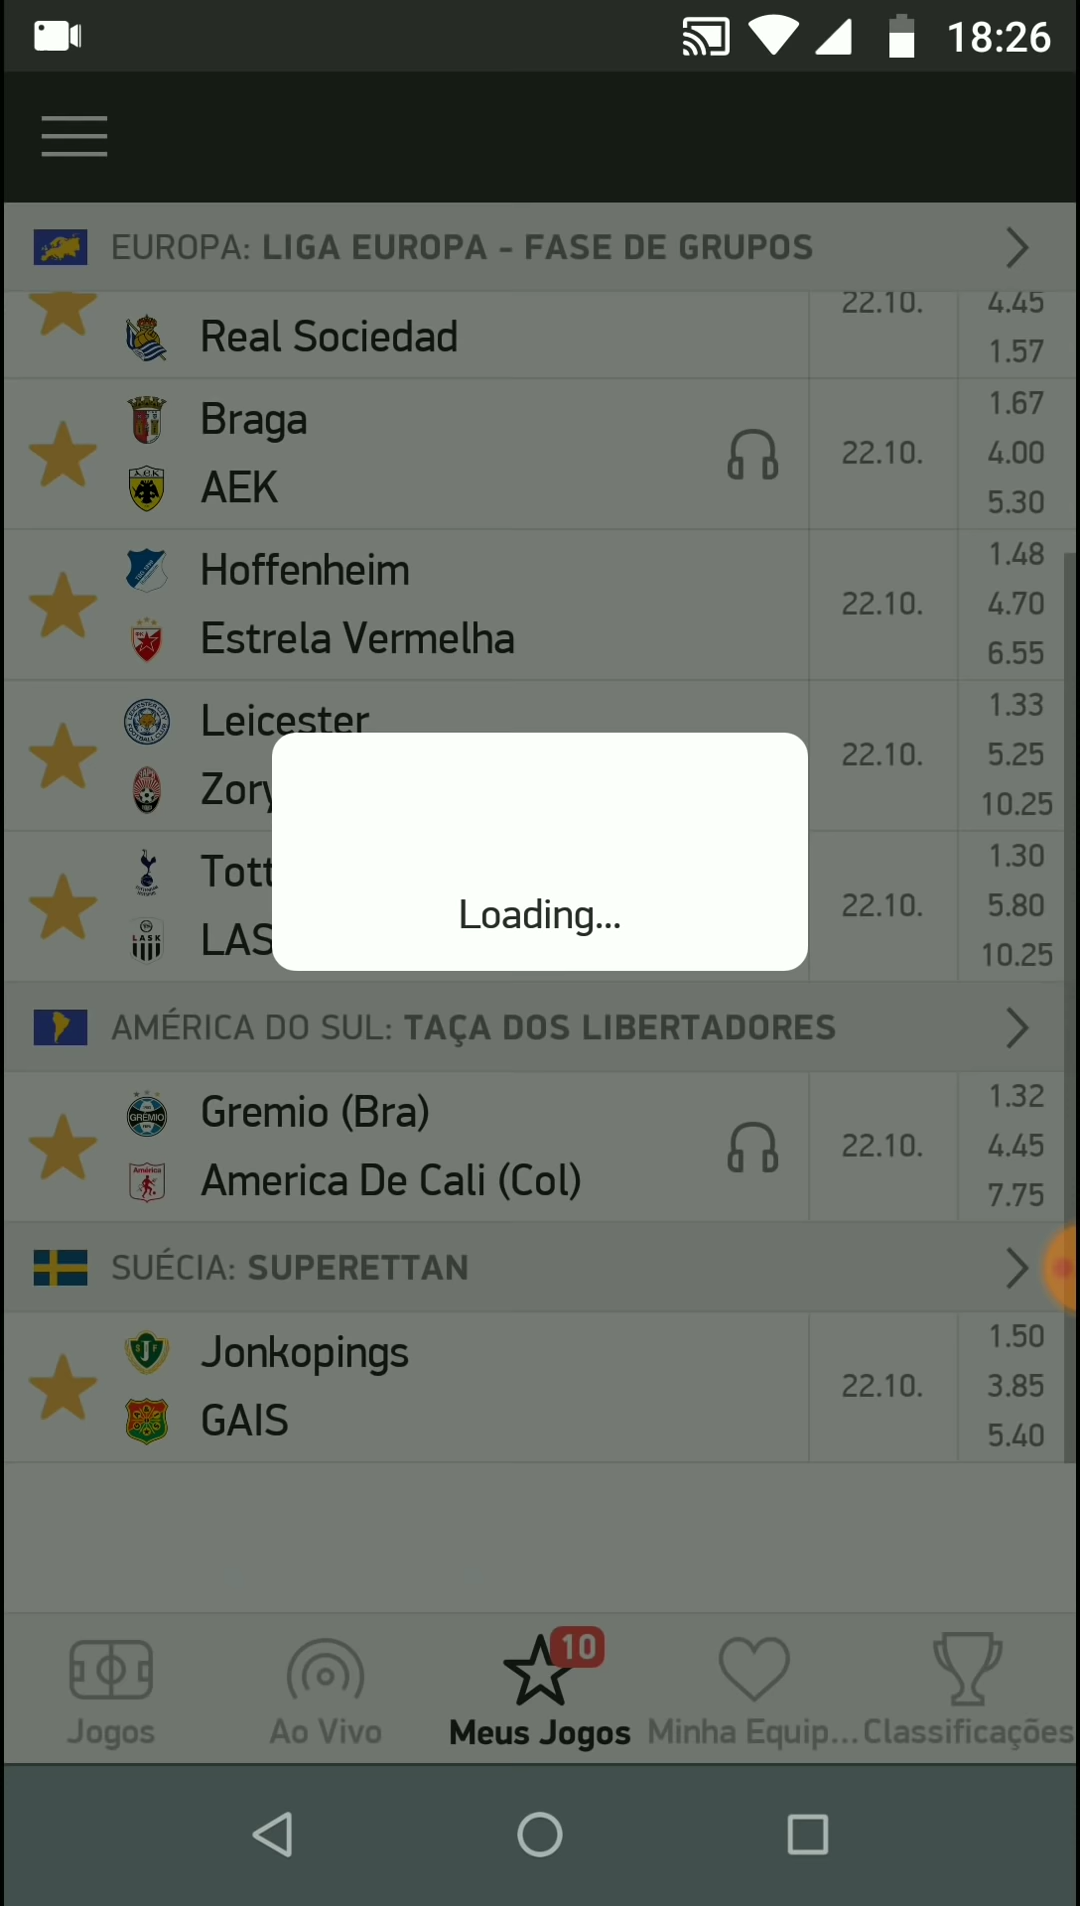 18:26
EUROPA: LIGA EUROPA - FASE DE GRUPOS
22.10.
4.45
Real Sociedad
1.57
Braga
AEK
22.10.
1.67
4.00
5.30
Hoffenheim
Estrela Vermelha
22.10.
1.48
4.70
6.55
Leicester
Zory
22.10.
1.33
5.25
10.25
Tott
LAS
22.10.
1.30
5.80
10.25
Loading...
AMÉRICA DO SUL: TAÇA DOS LIBERTADORES
Gremio (Bra)
America De Cali (Col)
22.10.
1.32
4.45
7.75
SUÉCIA: SUPERETTAN
Jonkopings
GAIS
22.10.
1.50
3.85
5.40
10
Jogos
Ao Vivo
Meus Jogos
Minha Equip...
Classificações